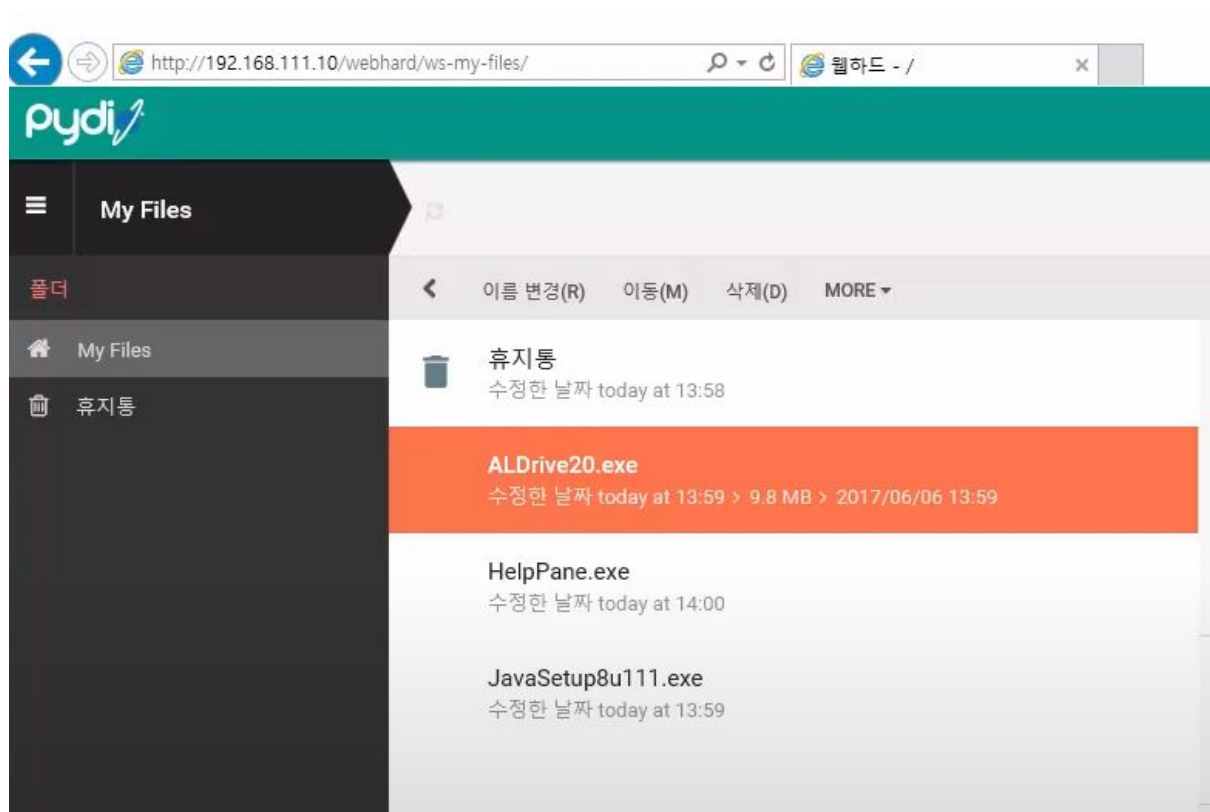 http://192.168.111.10/webhard/ws-my-files/
웹하드 - /
pydi
My Files
폴더
이름 변경(R) 이동(M) 삭제(D) MORE
My Files
휴지통
휴지통
수정한 날짜 today at 13:58
ALDrive20.exe
수정한 날짜 today at 13:59 > 9.8 MB > 2017/06/06 13:59
HelpPane.exe
수정한 날짜 today at 14:00
JavaSetup8u111.exe
수정한 날짜 today at 13:59